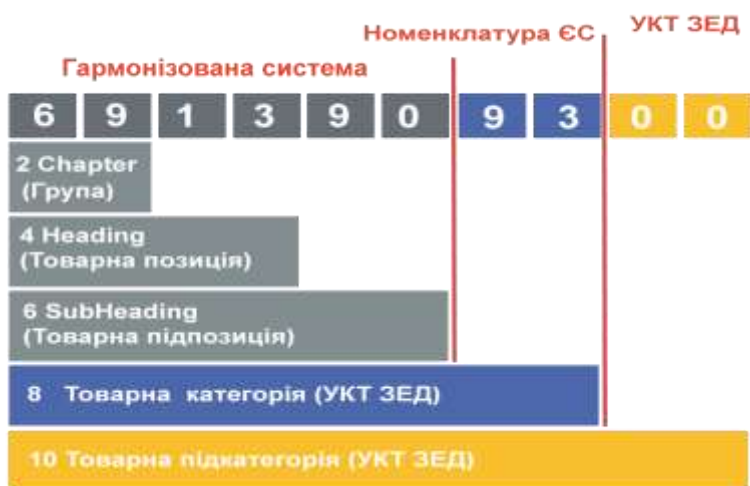 Номенклатура ЄС
УКТ ЗЕД
Гармонізована система
6 9 1 3 9 0 9 3 0 0
2 Chapter
(Група)
4 Heading
(Товарна позиція)
6 SubHeading
(Товарна підпозиція)
8 Товарна категорія (УКТ ЗЕД)
10 Товарна підкатегорія (УКТ ЗЕД)